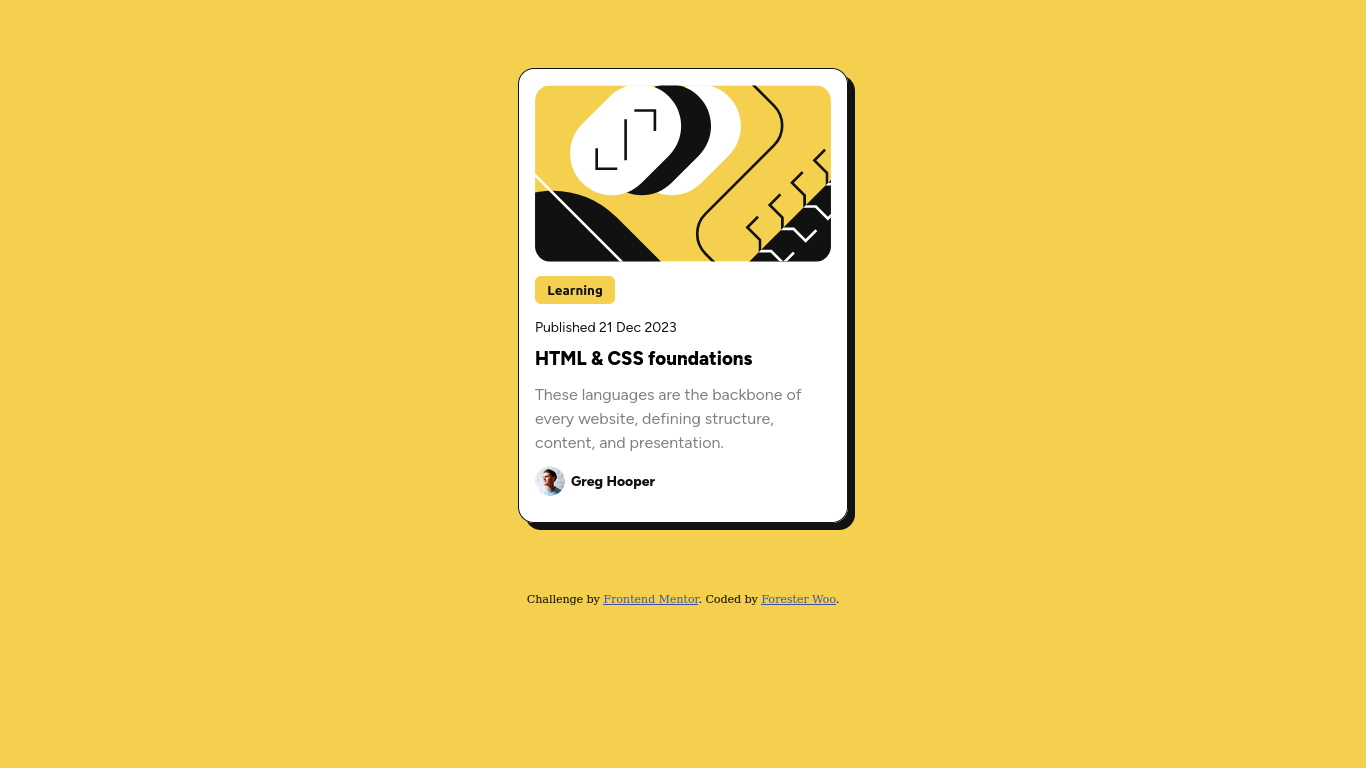 Learning
Published 21 Dec 2023
HTML & CSS foundations
These languages are the backbone of
every website, defining structure,
content, and presentation.
Greg Hooper
Challenge by Frontend Mentor. Coded by Forester Woo.